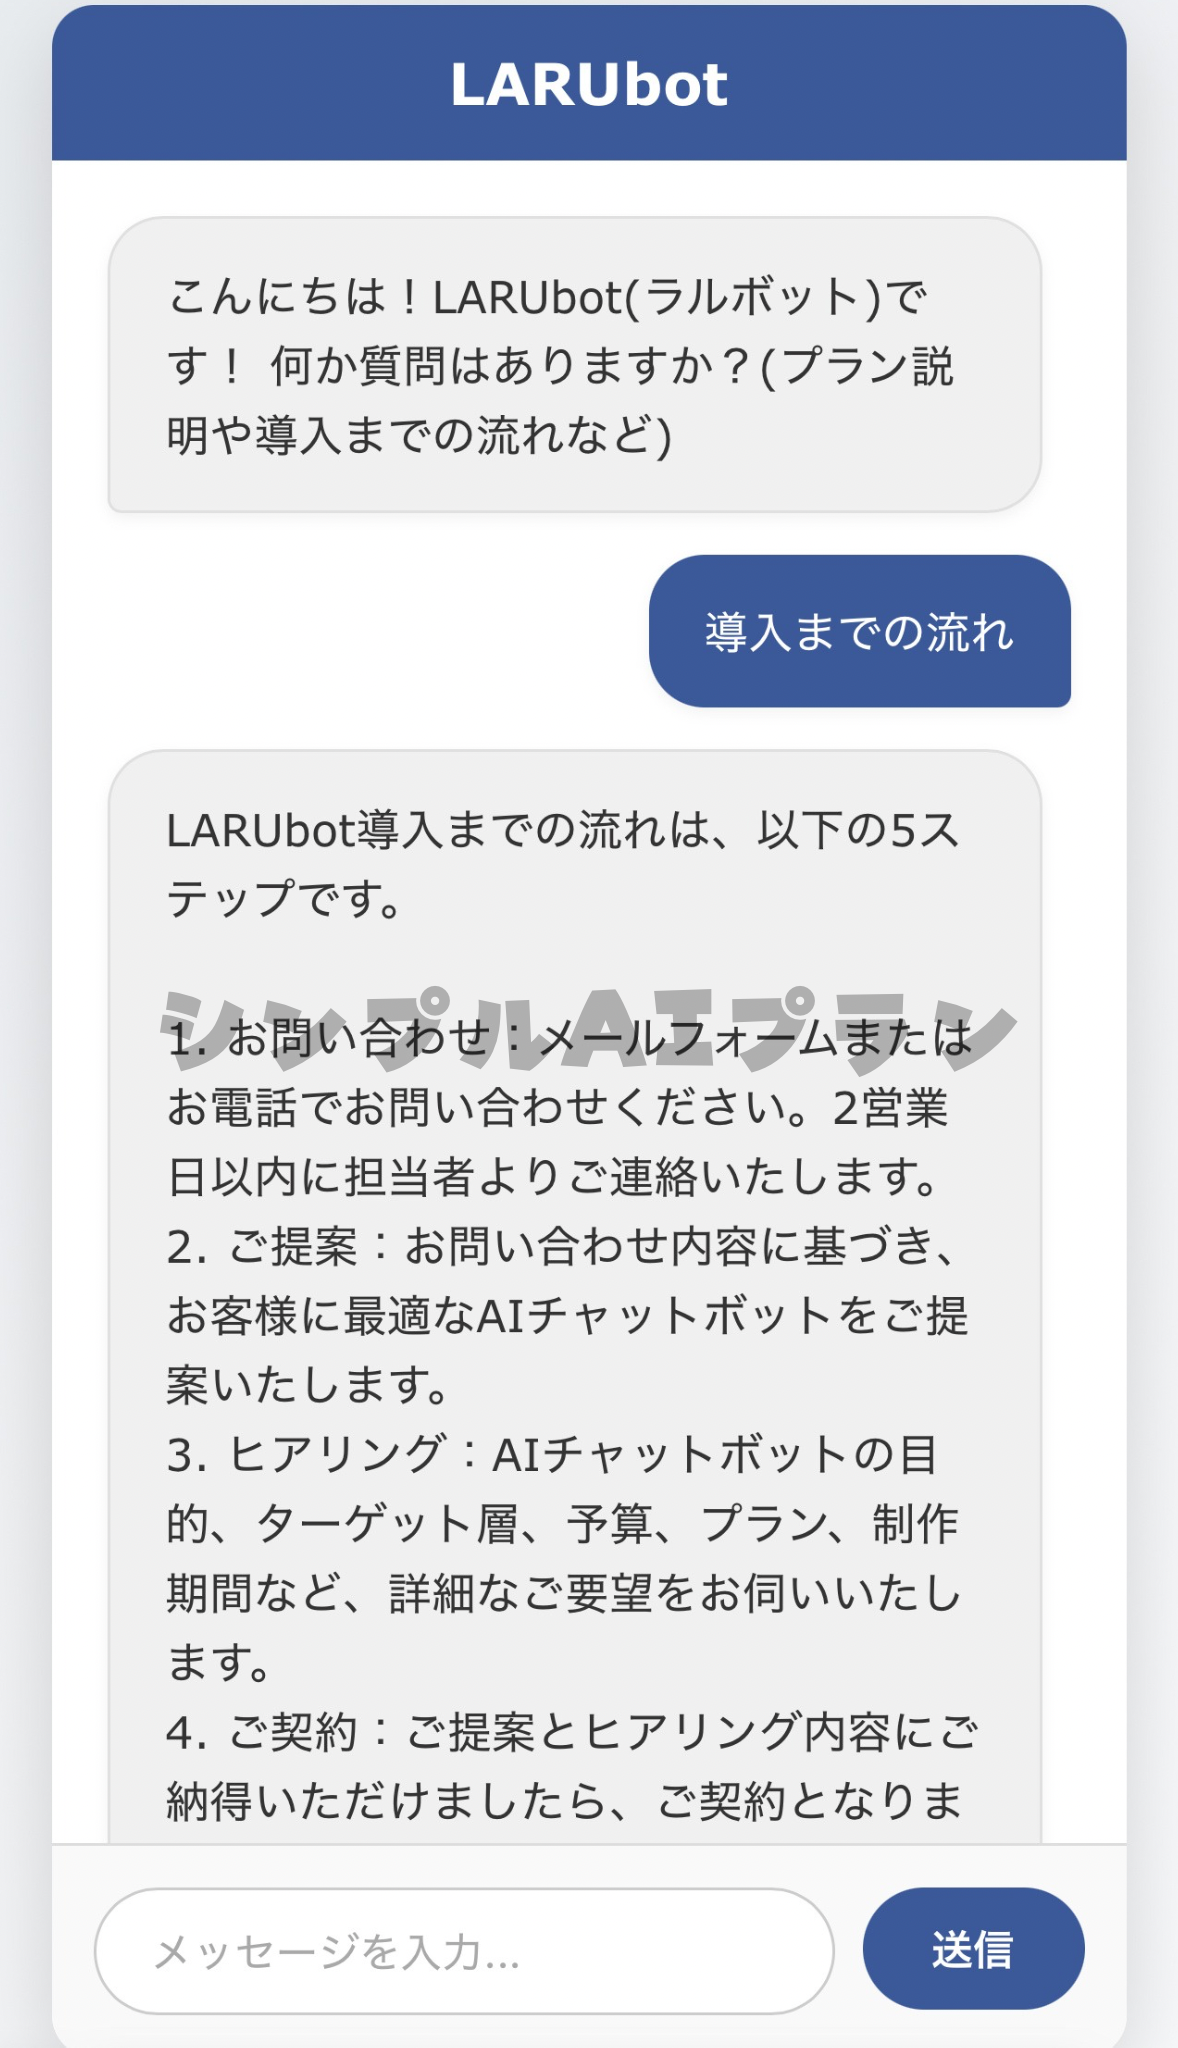 LARUbot
こんにちは！LARUbot(ラルボット)で
す！ 何か質問はありますか？(プラン説
明や導入までの流れなど)
導入までの流れ
LARUbot導入までの流れは、以下の5ス
テップです。
シンプルAIプラン
1. お問い合わせ：メールフォームまたは
お電話でお問い合わせください。2営業
日以内に担当者よりご連絡いたします。
2. ご提案：お問い合わせ内容に基づき、
お客様に最適なAIチャットボットをご提
案いたします。
3. ヒアリング：AIチャットボットの目
的、ターゲット層、予算、プラン、制作
期間など、詳細なご要望をお伺いいたし
ます。
4. ご契約：ご提案とヒアリング内容にご
納得いただけましたら、ご契約となりま
メッセージを入力...
送信